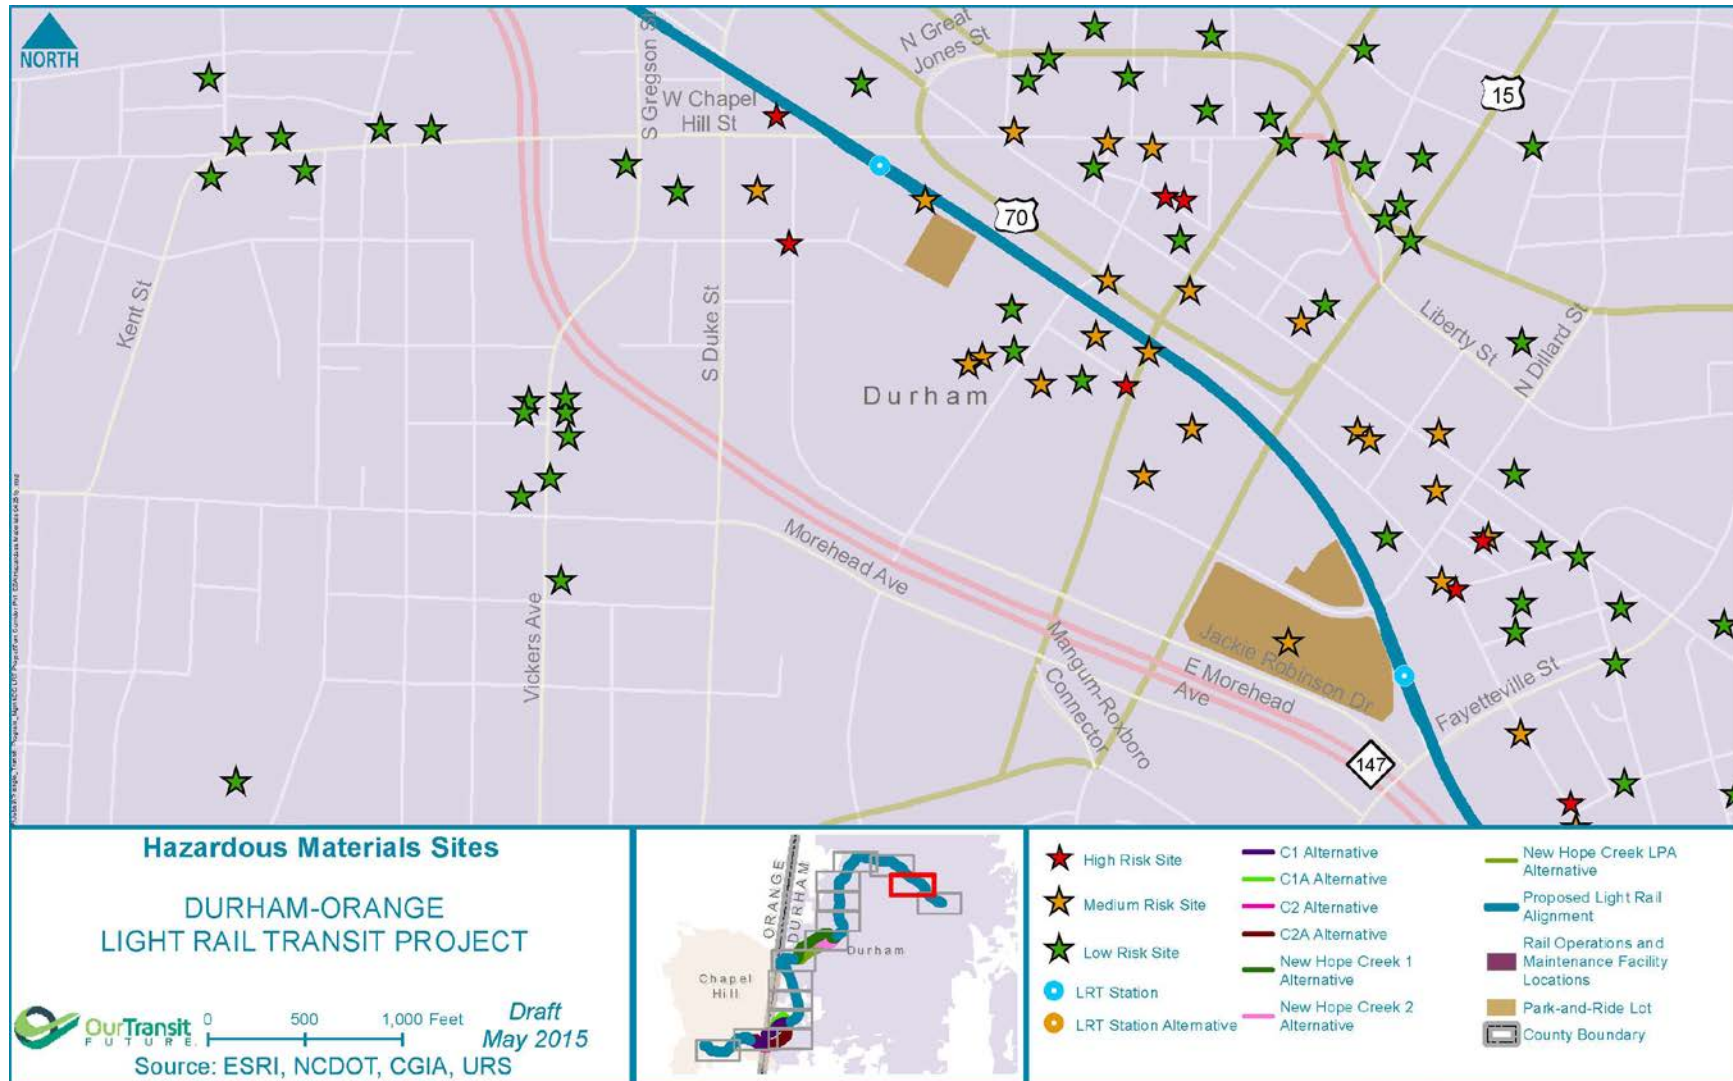 NORTH
N Great
Jones St
S Gregson St
W Chapel
Hill St
15
70
Kent St
S Duke St
Liberty St
N Dillard St
Durham
Morehead Ave
Vickers Ave
Mangum-Roxboro
Connector
Jackie Robinson Dr
E Morehead
Ave
Fayetteville St
147
Hazardous Materials Sites
DURHAM-ORANGE
LIGHT RAIL TRANSIT PROJECT
OurTransit
FUTURE
0 500 1,000 Feet
Draft
May 2015
Source: ESRI, NCDOT, CGIA, URS
ORANGE
DURHAM
Durham
Chapel
Hill
High Risk Site
Medium Risk Site
Low Risk Site
LRT Station
LRT Station Alternative
C1 Alternative
C1A Alternative
C2 Alternative
C2A Alternative
New Hope Creek 1
Alternative
New Hope Creek 2
Alternative
New Hope Creek LPA
Alternative
Proposed Light Rail
Alignment
Rail Operations and
Maintenance Facility
Locations
Park-and-Ride Lot
County Boundary